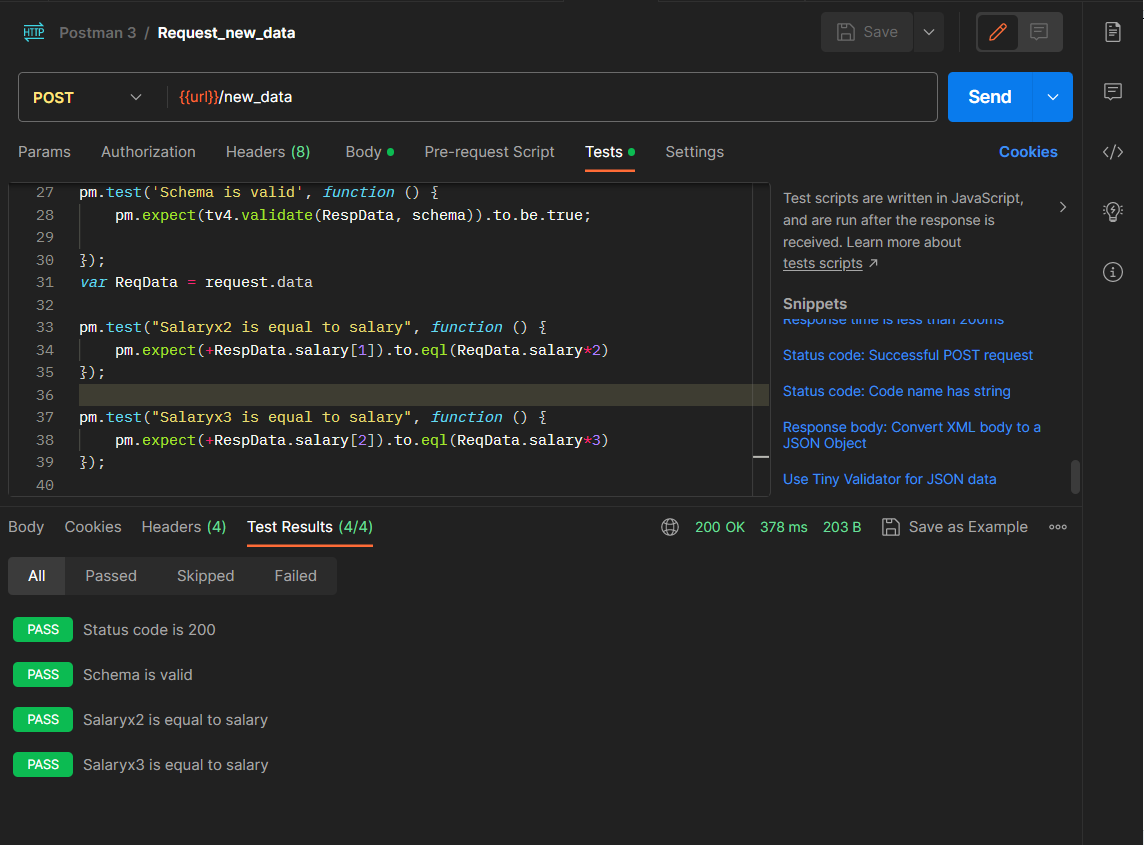 HTTP Postman 3 / Request_new_data Save
POST {{url}}/new_data Send
Params Authorization Headers (8) Body Pre-request Script Tests Settings Cookies
27 pm.test('Schema is valid', function () {
28 pm.expect(tv4.validate(RespData, schema)).to.be.true;
29
30 });
31 var ReqData = request.data
32
33 pm.test("Salaryx2 is equal to salary", function () {
34 pm.expect(+RespData.salary[1]).to.eql(ReqData.salary*2)
35 });
36
37 pm.test("Salaryx3 is equal to salary", function () {
38 pm.expect(+RespData.salary[2]).to.eql(ReqData.salary*3)
39 });
40
Test scripts are written in JavaScript,
and are run after the response is
received. Learn more about
tests scripts ↗
Snippets
Response time is less than 200ms
Status code: Successful POST request
Status code: Code name has string
Response body: Convert XML body to a
JSON Object
Use Tiny Validator for JSON data
Body Cookies Headers (4) Test Results (4/4) 200 OK 378 ms 203 B Save as Example
All Passed Skipped Failed
PASS Status code is 200
PASS Schema is valid
PASS Salaryx2 is equal to salary
PASS Salaryx3 is equal to salary